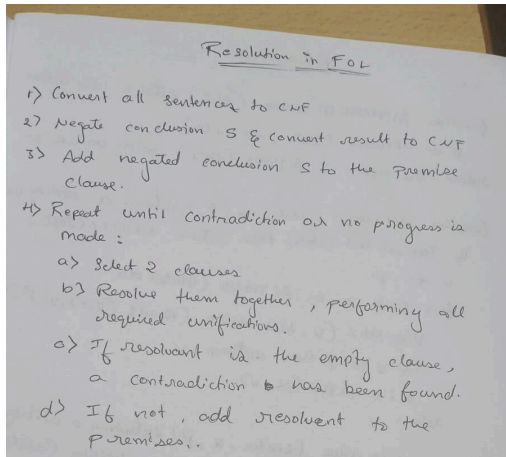 Resolution in FOL
1) Convert all sentences to CNF
2) Negate conclusion S & convert result to CNF
3) Add negated conclusion S to the premise
clause.
4) Repeat until contradiction or no progress is
made :
a) Select 2 clauses
b) Resolve them together, performing all
required unifications.
c) If resolvant is the empty clause,
a contradiction has been found.
d) If not, add resolvent to the
premises..